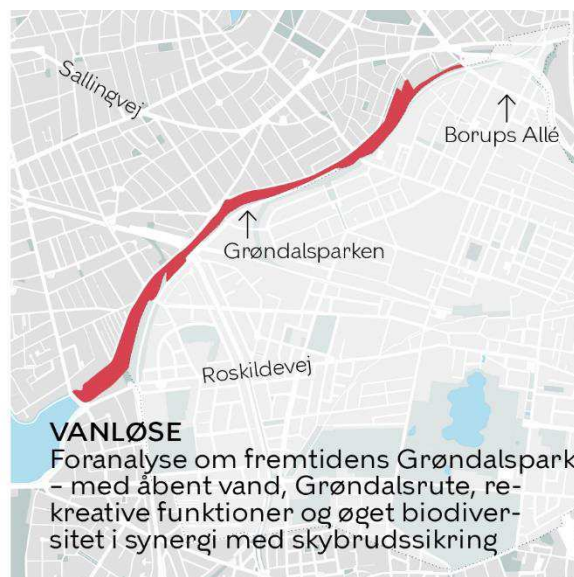 Sallingvej
Borups Allé
Grøndalsparken
Roskildevej
VANLØSE
Foranalyse om fremtidens Grøndalspark
– med åbent vand, Grøndalsrute, re-
kreative funktioner og øget biodiver-
sitet i synergi med skybrudssikring